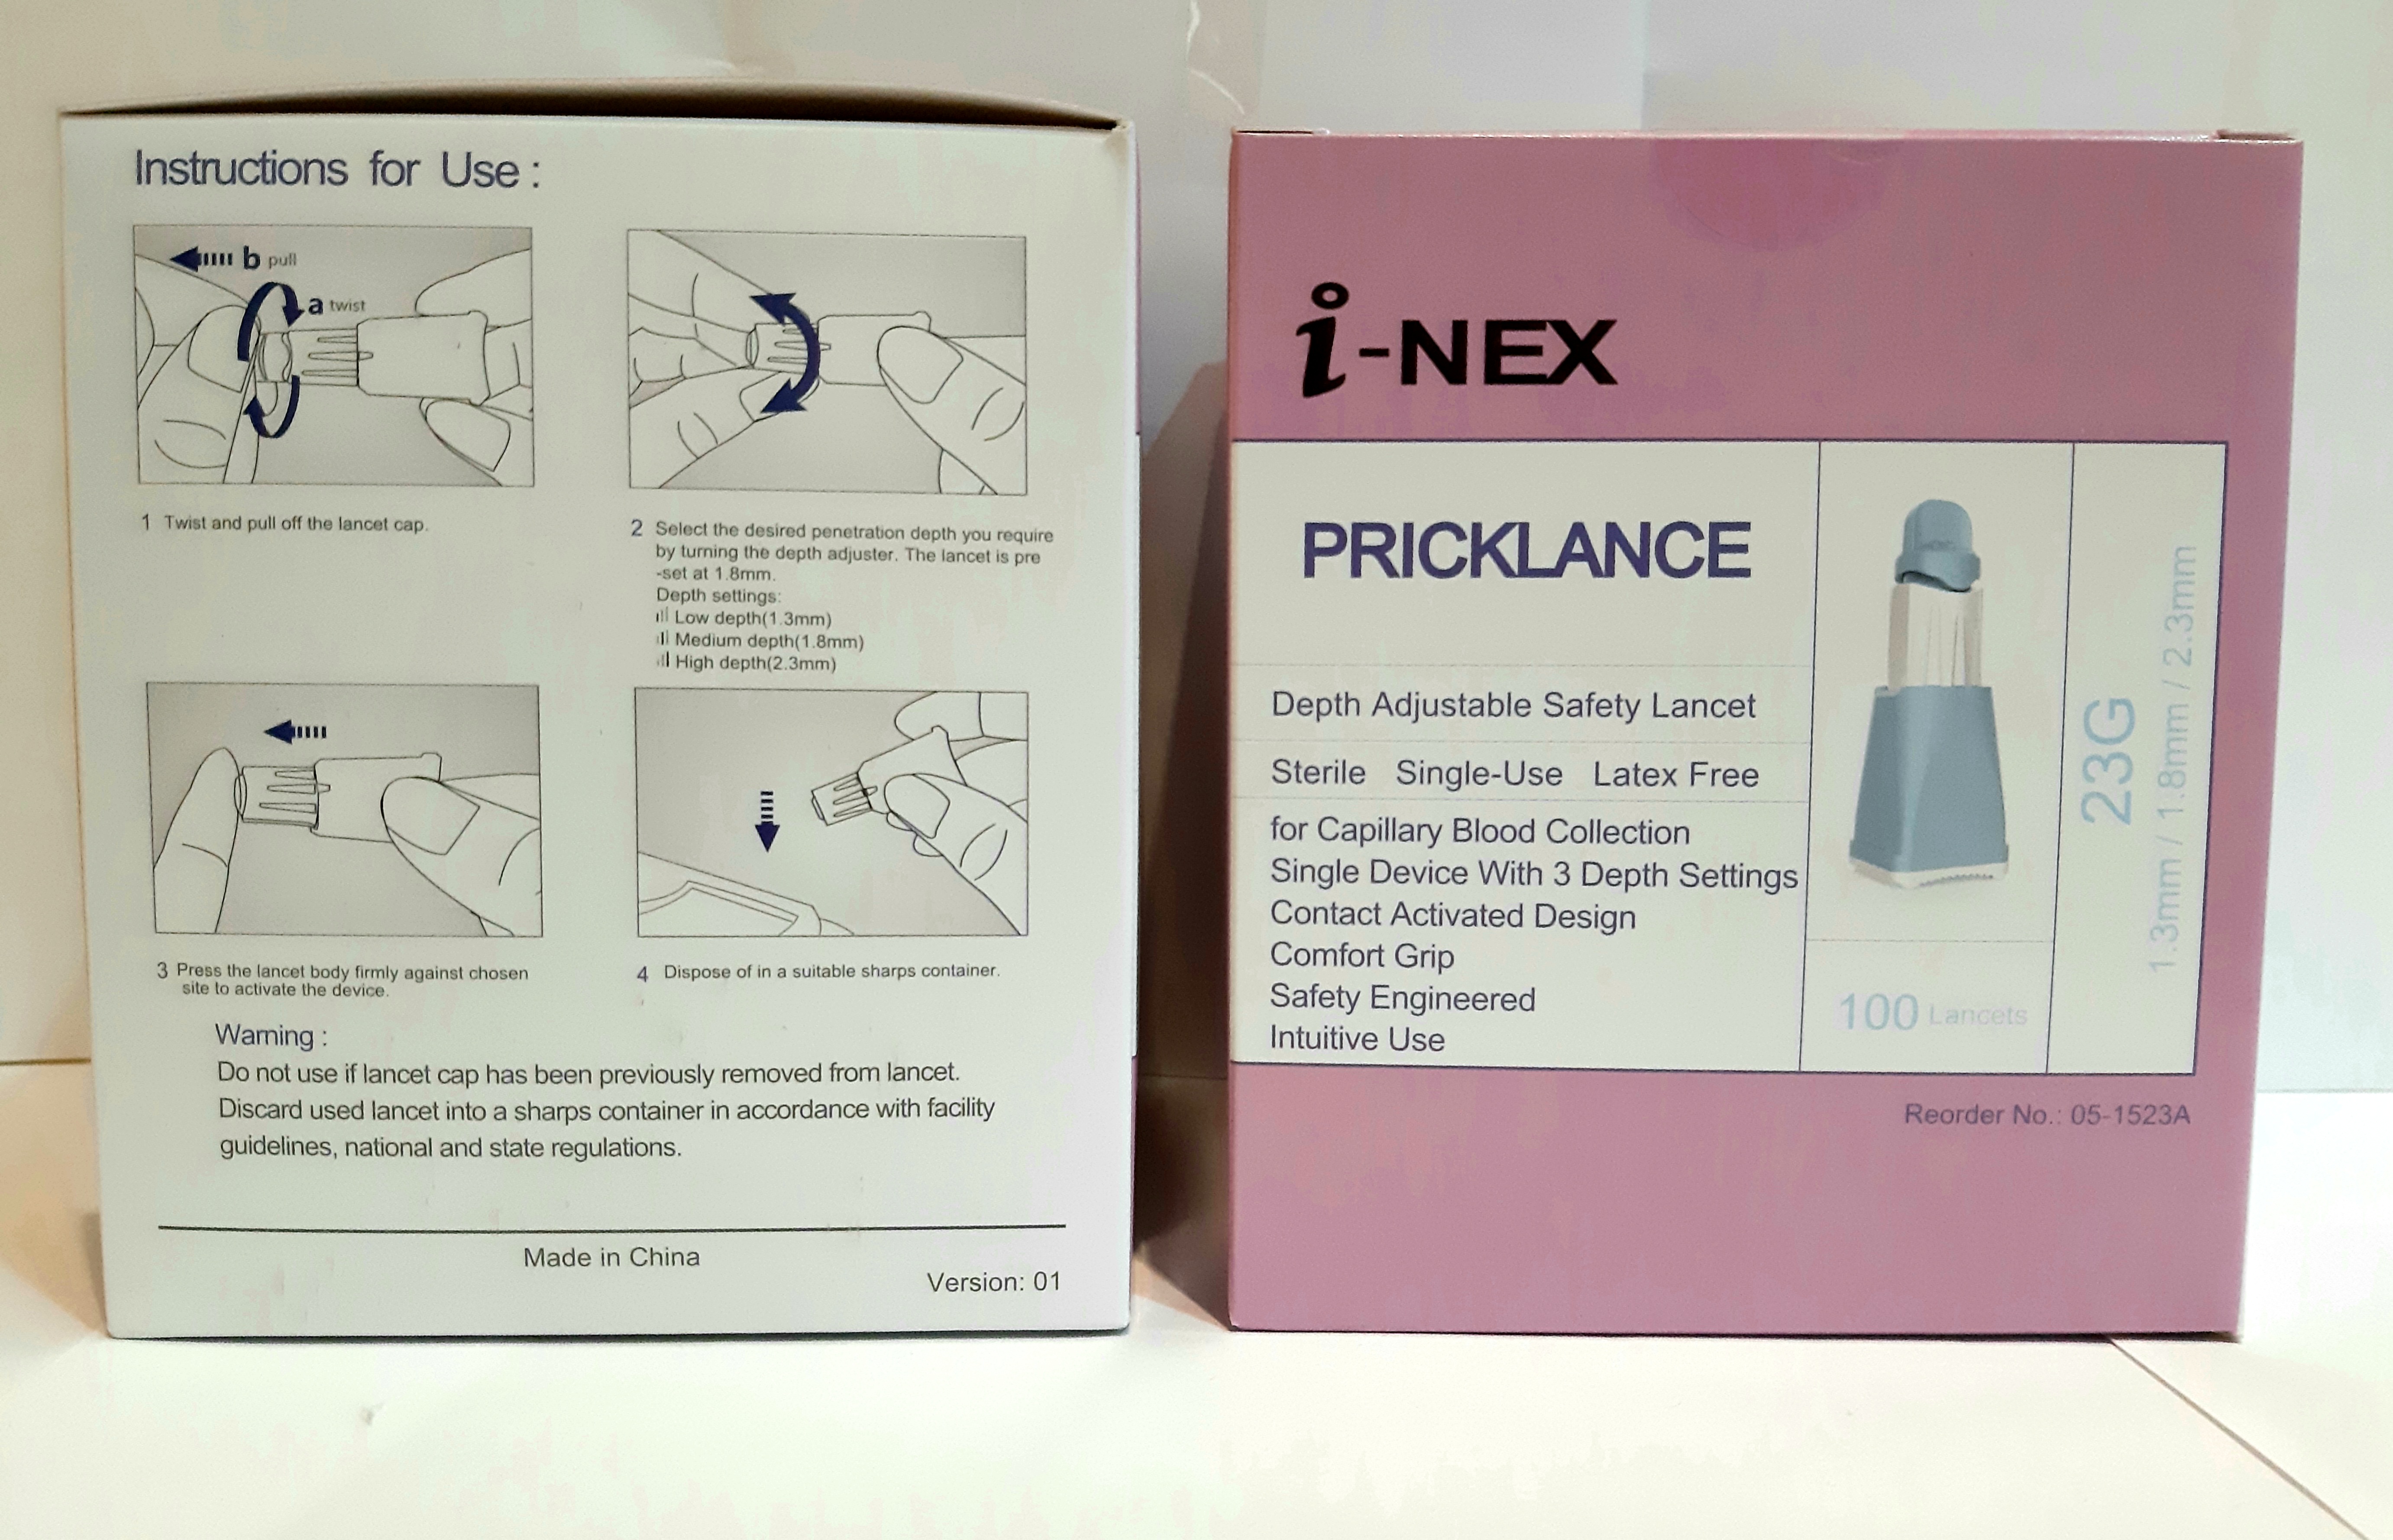 Instructions for Use :
b pull
a twist
1 Twist and pull off the lancet cap.
2 Select the desired penetration depth you require
by turning the depth adjuster. The lancet is pre
-set at 1.8mm.
Depth settings:
Low depth(1.3mm)
Medium depth(1.8mm)
High depth(2.3mm)
3 Press the lancet body firmly against chosen
site to activate the device.
4 Dispose of in a suitable sharps container.
Warning :
Do not use if lancet cap has been previously removed from lancet.
Discard used lancet into a sharps container in accordance with facility
guidelines, national and state regulations.
Made in China
Version: 01
i-NEX
PRICKLANCE
Depth Adjustable Safety Lancet
Sterile Single-Use Latex Free
for Capillary Blood Collection
Single Device With 3 Depth Settings
Contact Activated Design
Comfort Grip
Safety Engineered
Intuitive Use
100 Lancets
23G
1.3mm / 1.8mm / 2.3mm
Reorder No.: 05-1523A